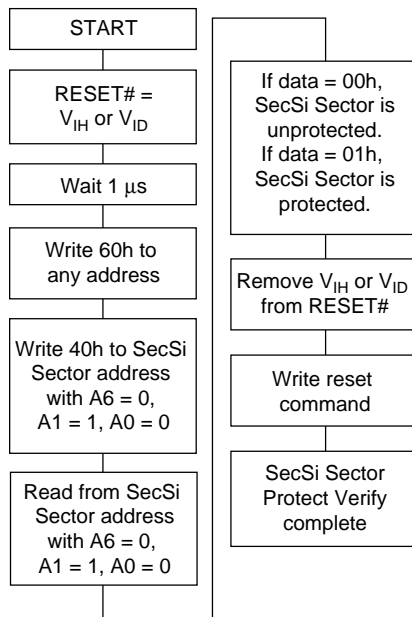 START
RESET# =
V_IH or V_ID
Wait 1 μs
Write 60h to
any address
Write 40h to SecSi
Sector address
with A6 = 0,
A1 = 1, A0 = 0
Read from SecSi
Sector address
with A6 = 0,
A1 = 1, A0 = 0
If data = 00h,
SecSi Sector is
unprotected.
If data = 01h,
SecSi Sector is
protected.
Remove V_IH or V_ID
from RESET#
Write reset
command
SecSi Sector
Protect Verify
complete